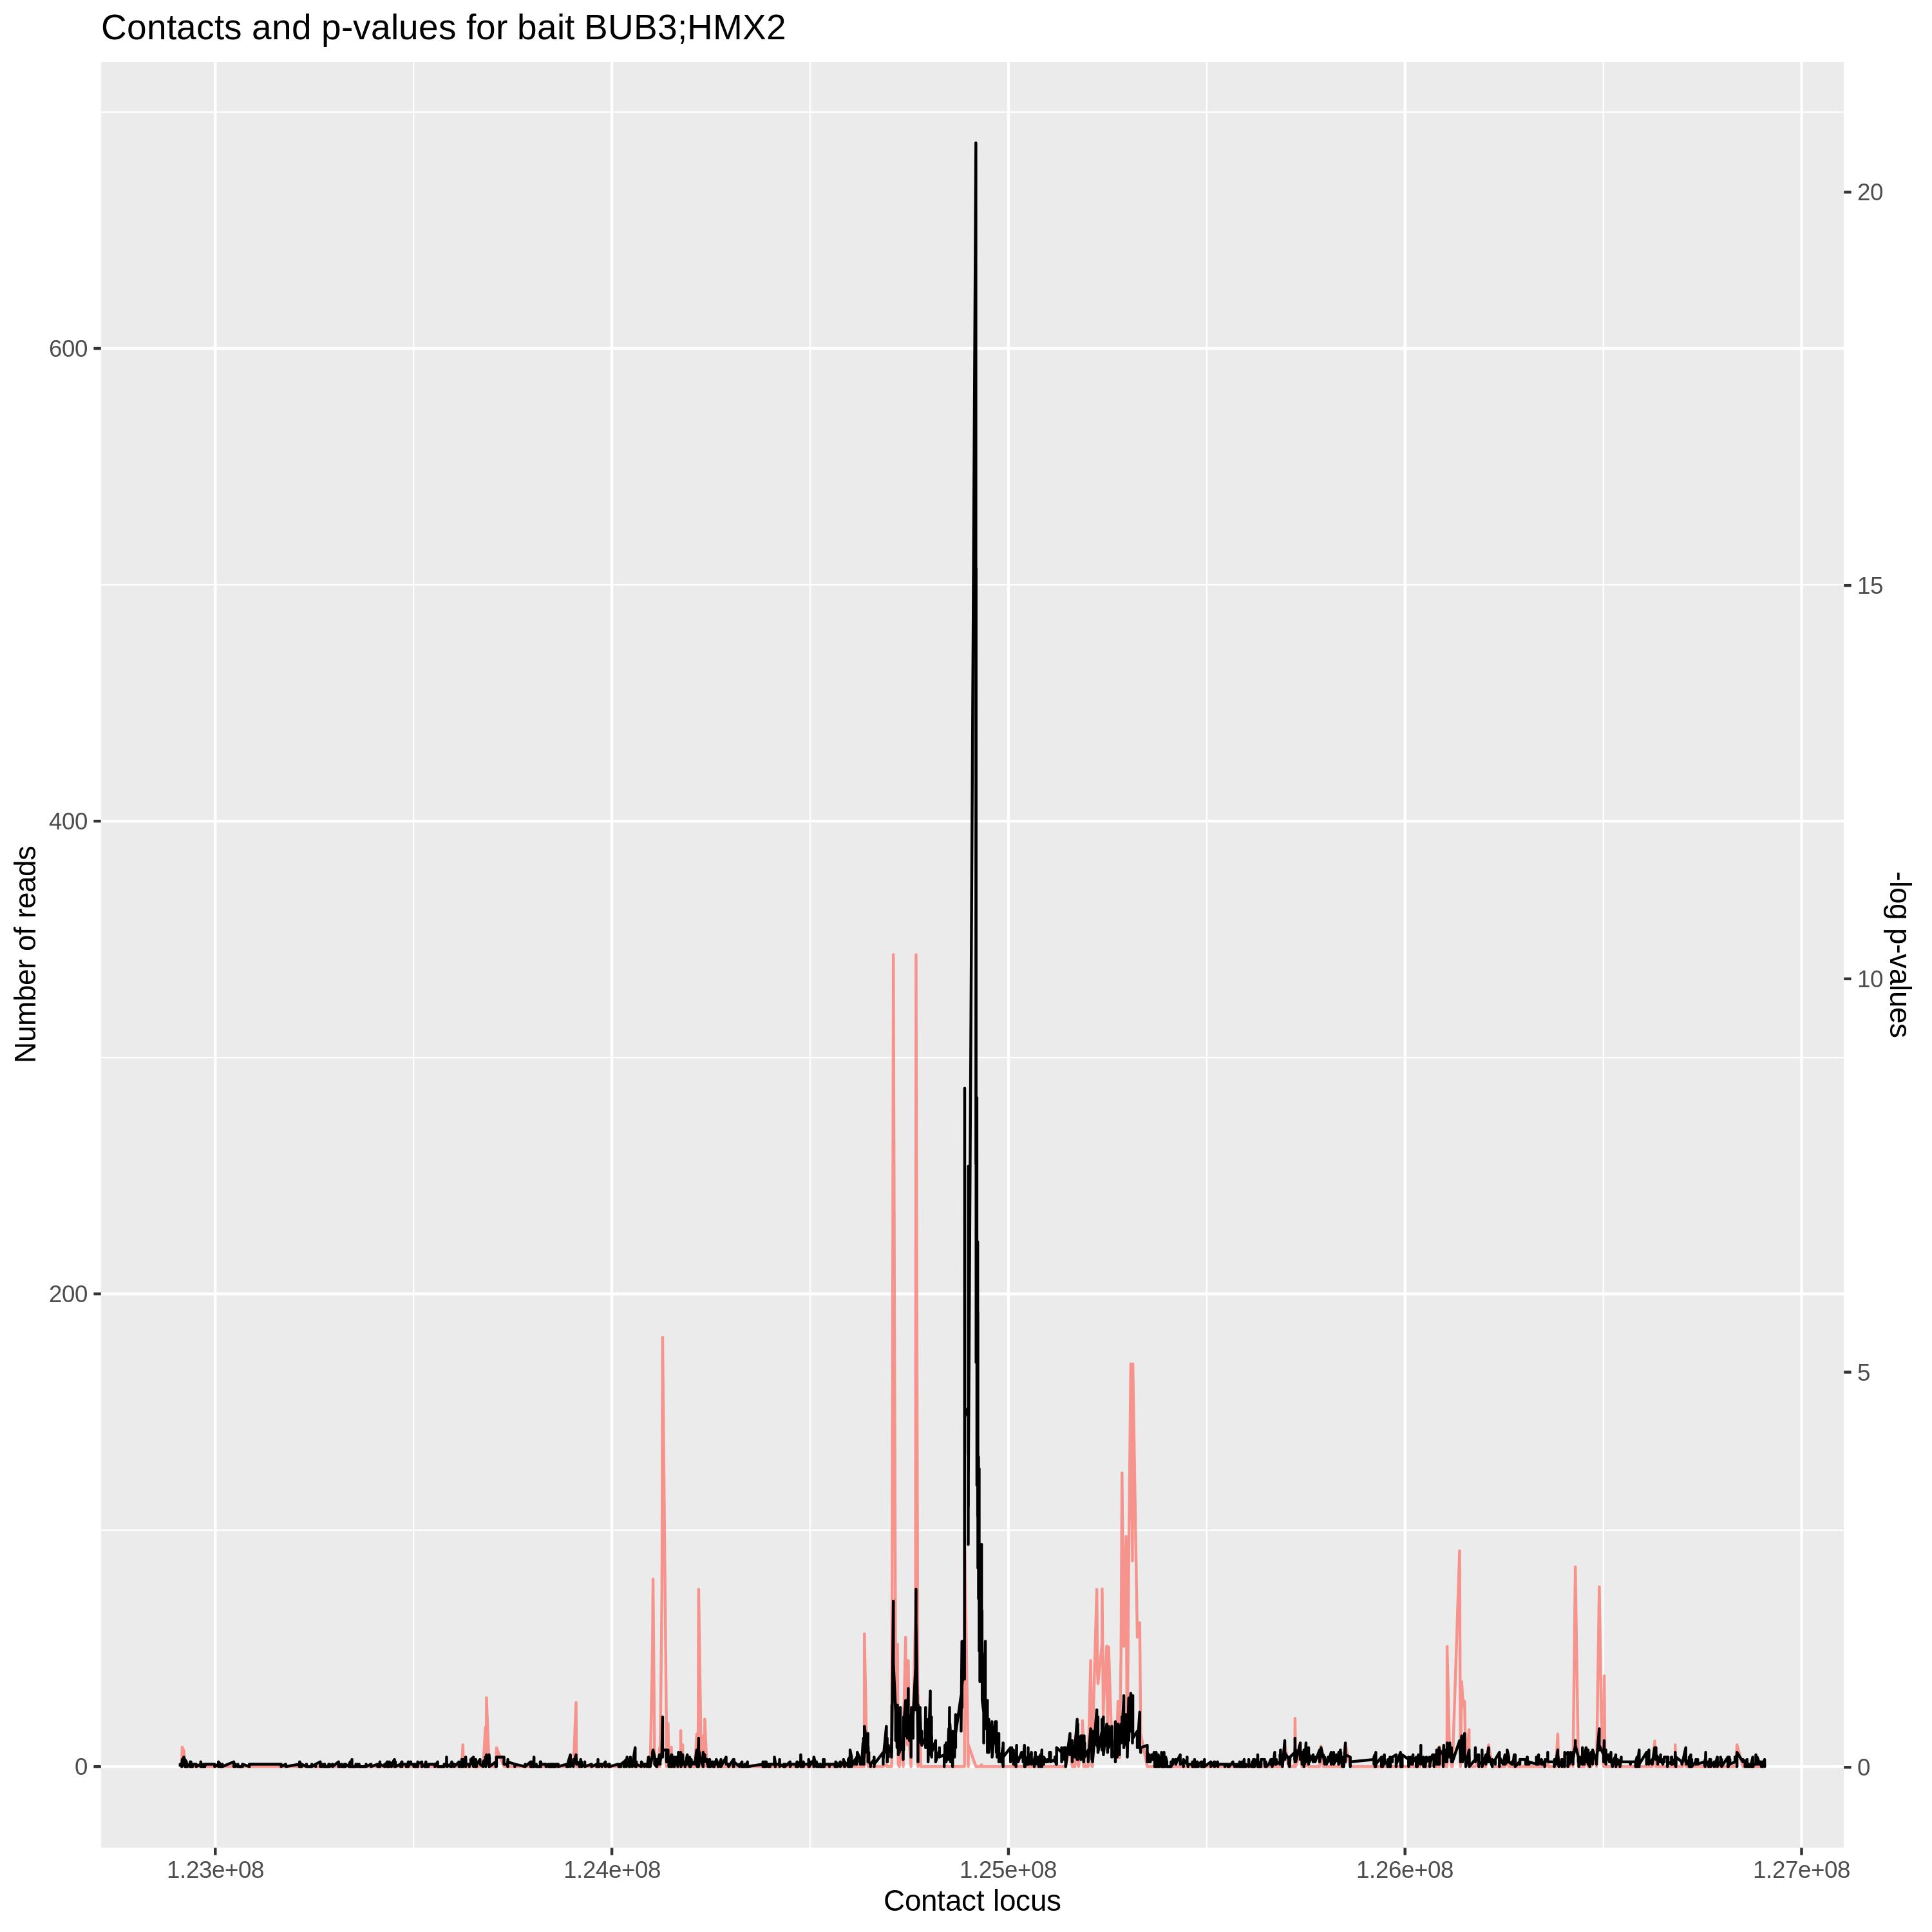 Contacts and p-values for bait BUB3;HMX2
Number of reads
600
400
200
0
20
15
10
5
0
-log p-values
1.23e+08 1.24e+08 1.25e+08 1.26e+08 1.27e+08
Contact locus